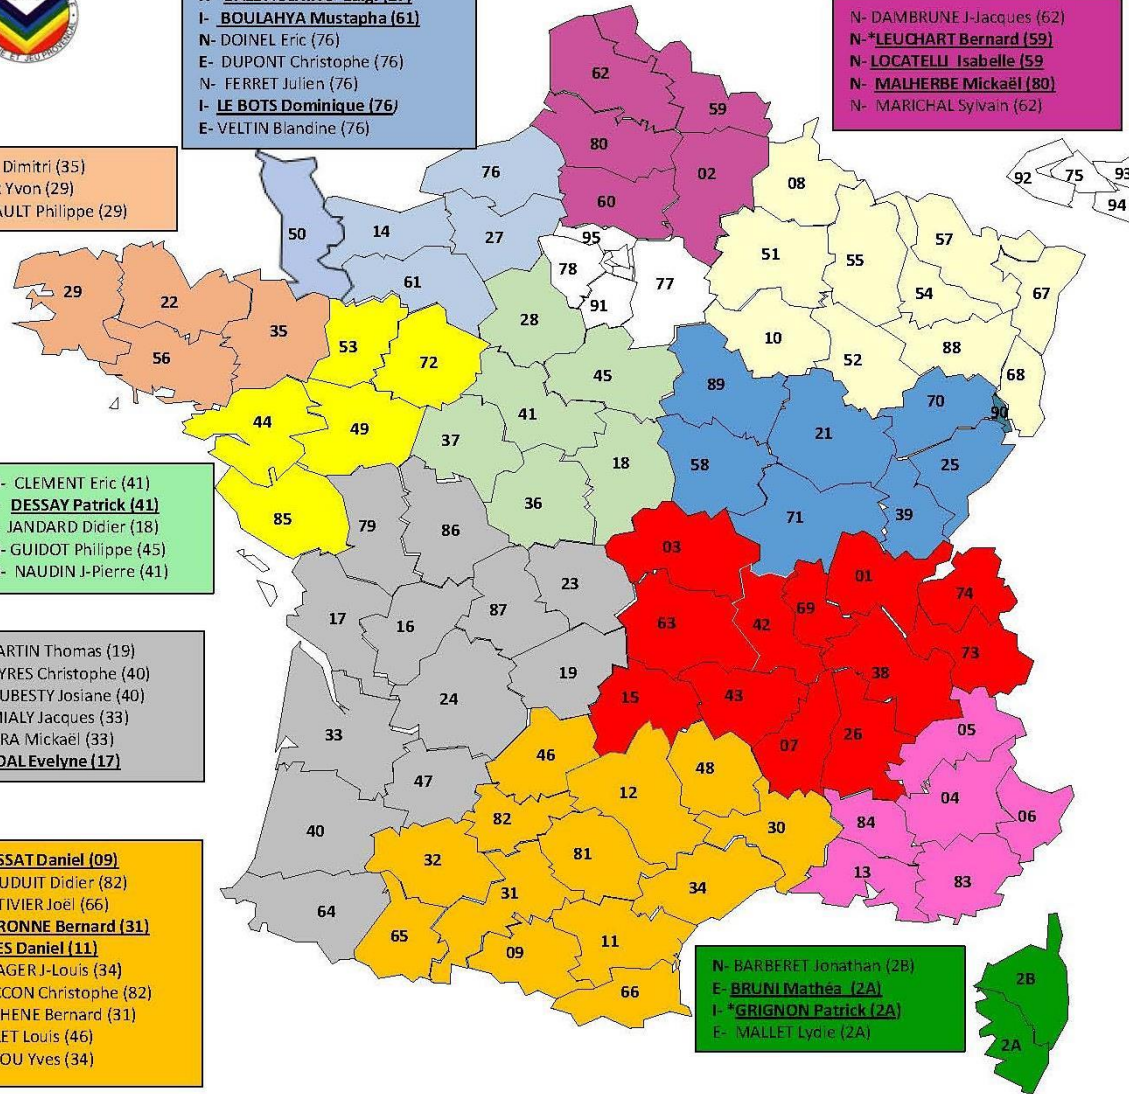 I- BOULAHYA Mustapha (61)
N- DOINEL Eric (76)
E- DUPONT Christophe (76)
N- FERRET Julien (76)
I- LE BOTS Dominique (76)
E- VELTIN Blandine (76)
N- DAMBRUNE J-Jacques (62)
N-*LEUCHART Bernard (59)
N- LOCATELLI Isabelle (59
N- MALHERBE Mickaël (80)
N- MARICHAL Sylvain (62)
Dimitri (35)
Yvon (29)
AULT Philippe (29)
- CLEMENT Eric (41)
DESSAY Patrick (41)
JANDARD Didier (18)
- GUIDOT Philippe (45)
- NAUDIN J-Pierre (41)
ARTIN Thomas (19)
YRES Christophe (40)
UBESTY Josiane (40)
MIALY Jacques (33)
RA Mickaël (33)
DAL Evelyne (17)
SSAT Daniel (09)
UDUIT Didier (82)
TIVIER Joël (66)
RONNE Bernard (31)
ES Daniel (11)
AGER J-Louis (34)
CCON Christophe (82)
HENE Bernard (31)
ET Louis (46)
OU Yves (34)
N- BARBERET Jonathan (2B)
E- BRUNI Mathéa (2A)
I- *GRIGNON Patrick (2A)
E- MALLET Lydie (2A)
62
59
80
02
60
76
08
92
75
93
94
50
14
27
95
78
77
91
51
55
57
54
67
61
29
22
35
56
53
72
28
10
52
88
68
45
89
70
90
44
49
37
41
18
58
21
25
36
71
39
85
79
86
03
23
01
74
17
16
87
63
42
69
73
19
38
24
15
43
33
07
26
05
46
48
47
12
04
82
30
84
06
40
32
81
31
34
13
83
64
65
09
11
66
2B
2A